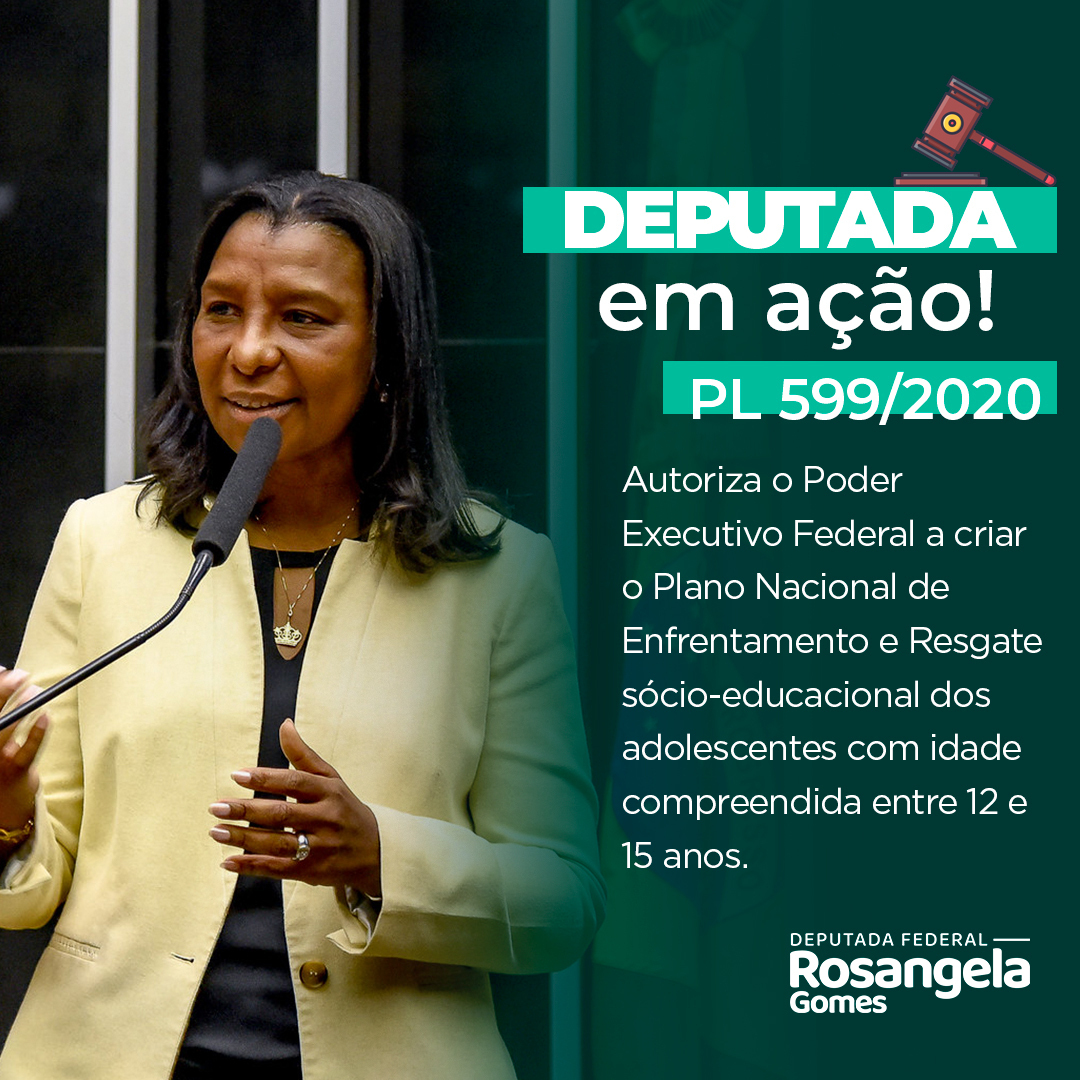 DEPUTADA
em ação!
PL 599/2020
Autoriza o Poder
Executivo Federal a criar
o Plano Nacional de
Enfrentamento e Resgate
sócio-educacional dos
adolescentes com idade
compreendida entre 12 e
15 anos.
DEPUTADA FEDERAL
Rosangela
Gomes